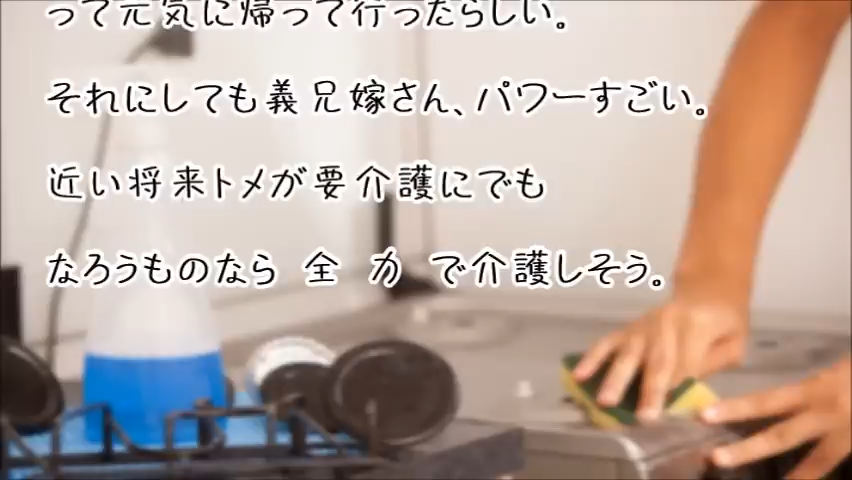 って元気に帰って行ったらしい。
それにしても義兄嫁さん、パワーすごい。
近い将来トメが要介護にでも
なろうものなら 全 力 で介護しそう。